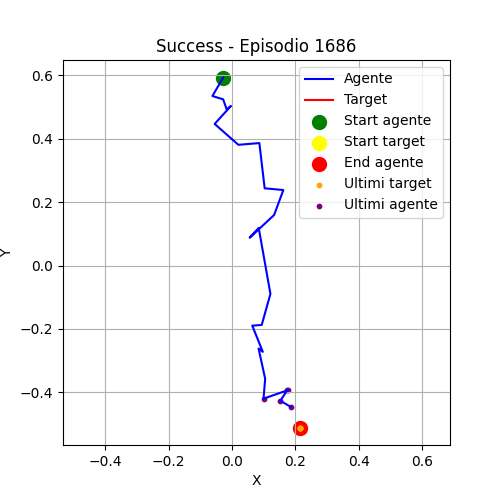 Success - Episodio 1686
Agente
Target
Start agente
Start target
End agente
Ultimi target
Ultimi agente
0.6
0.4
0.2
0.0
−0.2
−0.4
Y
−0.4
−0.2
0.0
0.2
0.4
0.6
X